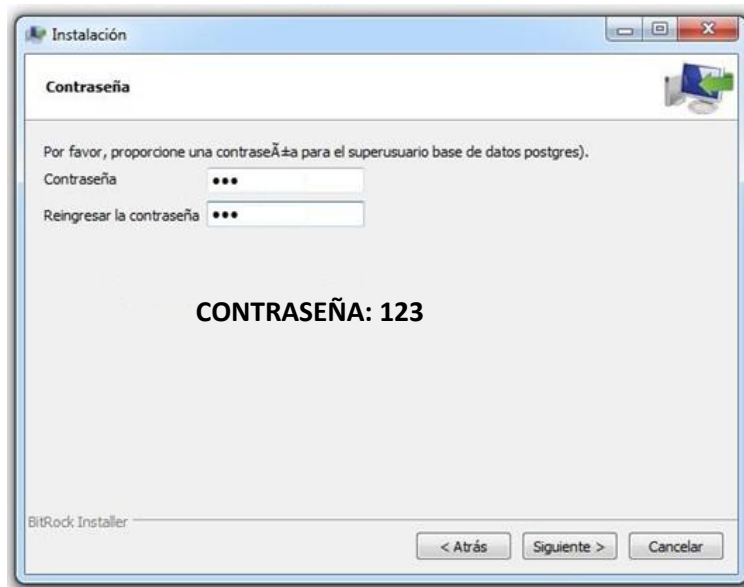 Instalación
Contraseña
Por favor, proporcione una contraseÃ±a para el superusuario base de datos postgres).
Contraseña •••
Reingresar la contraseña •••
CONTRASEÑA: 123
BitRock Installer
< Atrás Siguiente > Cancelar